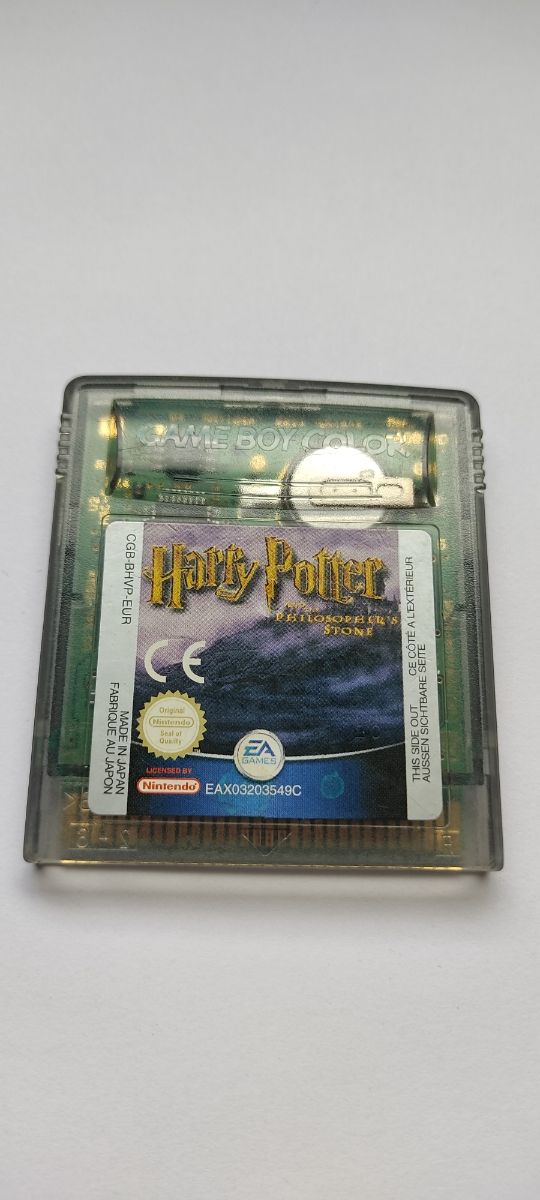 GAME BOY COLOR
CGB-BHVP-EUR
Harry Potter
PHILOSOPHER'S
STONE
CE
Original
Nintendo
Seal of
Quality
EA
GAMES
LICENSED BY
Nintendo
EAX03203549C
MADE IN JAPAN
FABRIQUE AU JAPON
THIS SIDE OUT
CE CÔTÉ A L'EXTERIEUR
AUSSEN SICHTBARE SEITE